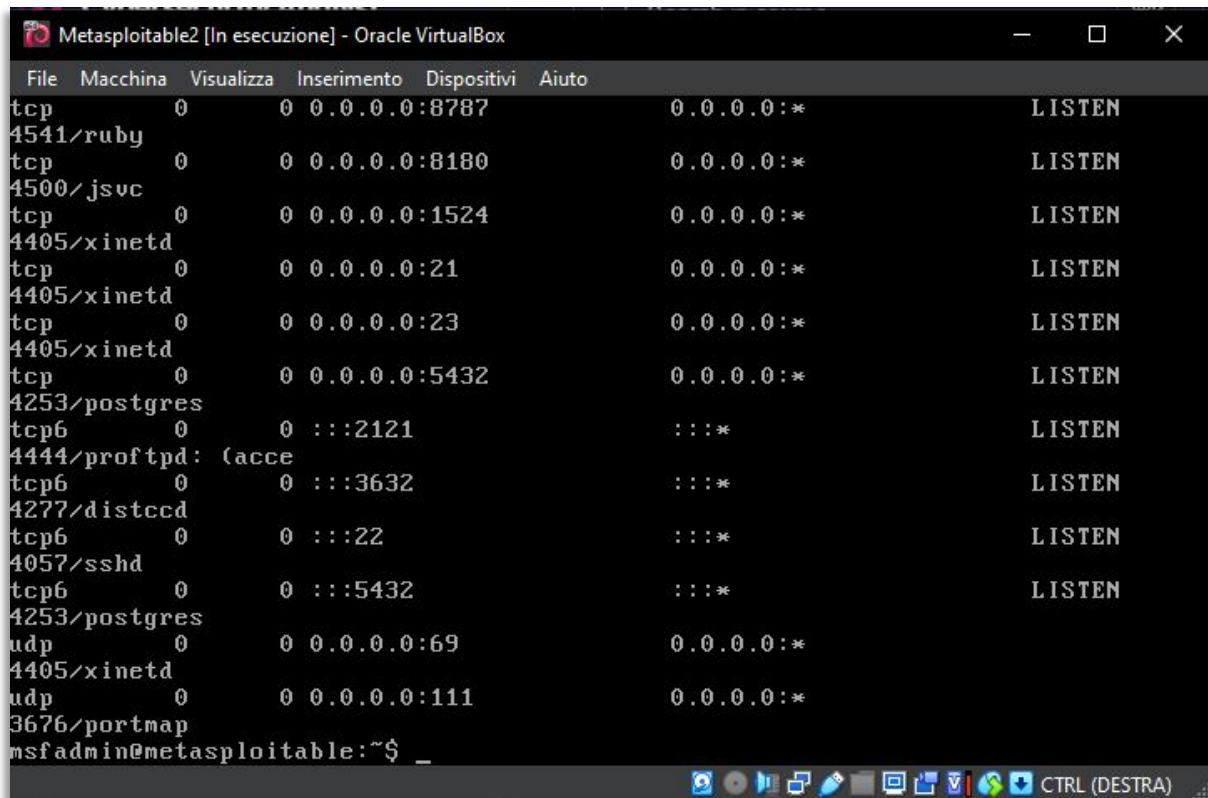 Metasploitable2 [In esecuzione] - Oracle VirtualBox
File Macchina Visualizza Inserimento Dispositivi Aiuto
tcp 0 0 0.0.0.0:8787 0.0.0.0:* LISTEN
4541/ruby
tcp 0 0 0.0.0.0:8180 0.0.0.0:* LISTEN
4500/jsvc
tcp 0 0 0.0.0.0:1524 0.0.0.0:* LISTEN
4405/xinetd
tcp 0 0 0.0.0.0:21 0.0.0.0:* LISTEN
4405/xinetd
tcp 0 0 0.0.0.0:23 0.0.0.0:* LISTEN
4405/xinetd
tcp 0 0 0.0.0.0:5432 0.0.0.0:* LISTEN
4253/postgres
tcp6 0 0 :::2121 :::* LISTEN
4444/proftpd: (acce
tcp6 0 0 :::3632 :::* LISTEN
4277/distccd
tcp6 0 0 :::22 :::* LISTEN
4057/sshd
tcp6 0 0 :::5432 :::* LISTEN
4253/postgres
udp 0 0 0.0.0.0:69 0.0.0.0:*
4405/xinetd
udp 0 0 0.0.0.0:111 0.0.0.0:*
3676/portmap
msfadmin@metasploitable:~$ _
CTRL (DESTRA)